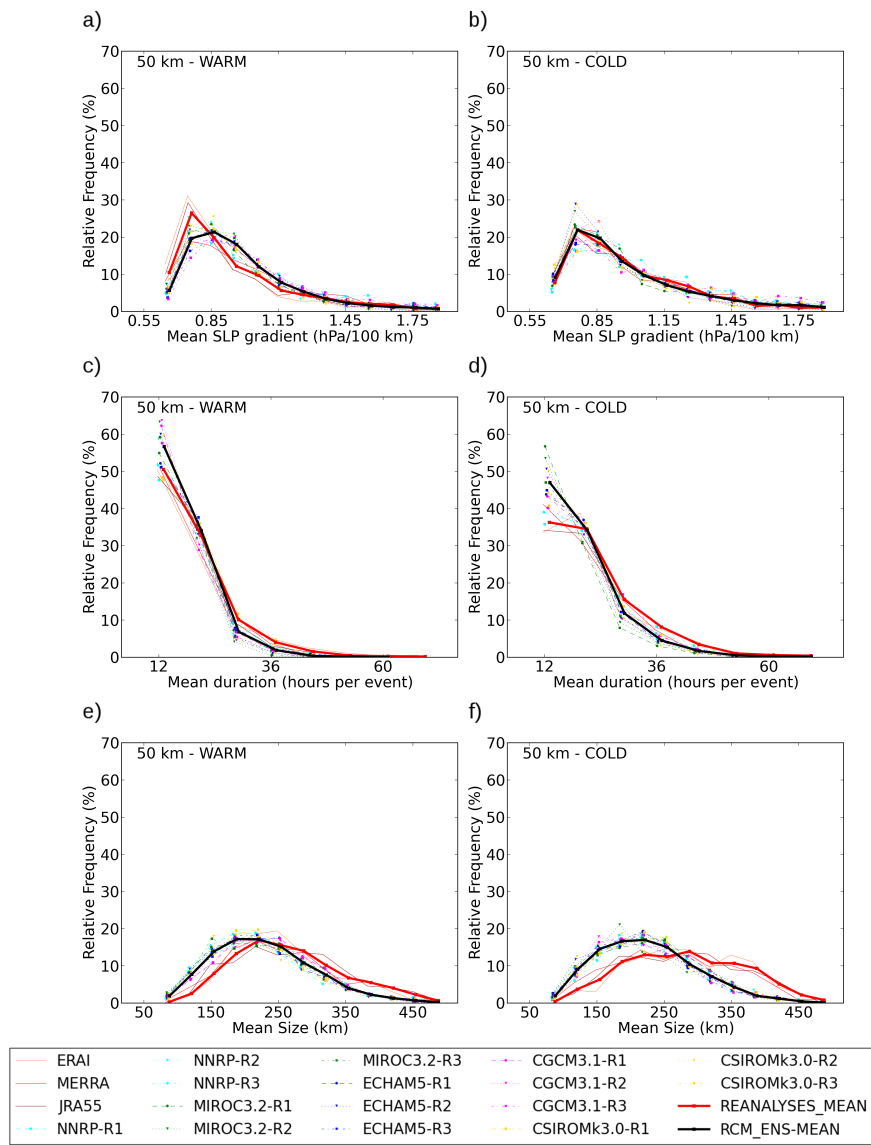 a)
b)
50 km - WARM
50 km - COLD
Relative Frequency (%)
70
60
50
40
30
20
10
0
0.55 0.85 1.15 1.45 1.75
Mean SLP gradient (hPa/100 km)
Relative Frequency (%)
70
60
50
40
30
20
10
0
0.55 0.85 1.15 1.45 1.75
Mean SLP gradient (hPa/100 km)
c)
d)
50 km - WARM
50 km - COLD
Relative Frequency (%)
70
60
50
40
30
20
10
0
12 36 60
Mean duration (hours per event)
Relative Frequency (%)
70
60
50
40
30
20
10
0
12 36 60
Mean duration (hours per event)
e)
f)
50 km - WARM
50 km - COLD
Relative Frequency (%)
70
60
50
40
30
20
10
0
50 150 250 350 450
Mean Size (km)
Relative Frequency (%)
70
60
50
40
30
20
10
0
50 150 250 350 450
Mean Size (km)
ERAI
MERRA
JRA55
NNRP-R1
NNRP-R2
NNRP-R3
MIROC3.2-R1
MIROC3.2-R2
MIROC3.2-R3
ECHAM5-R1
ECHAM5-R2
ECHAM5-R3
CGCM3.1-R1
CGCM3.1-R2
CGCM3.1-R3
CSIROMk3.0-R1
CSIROMk3.0-R2
CSIROMk3.0-R3
REANALYSES_MEAN
RCM_ENS-MEAN